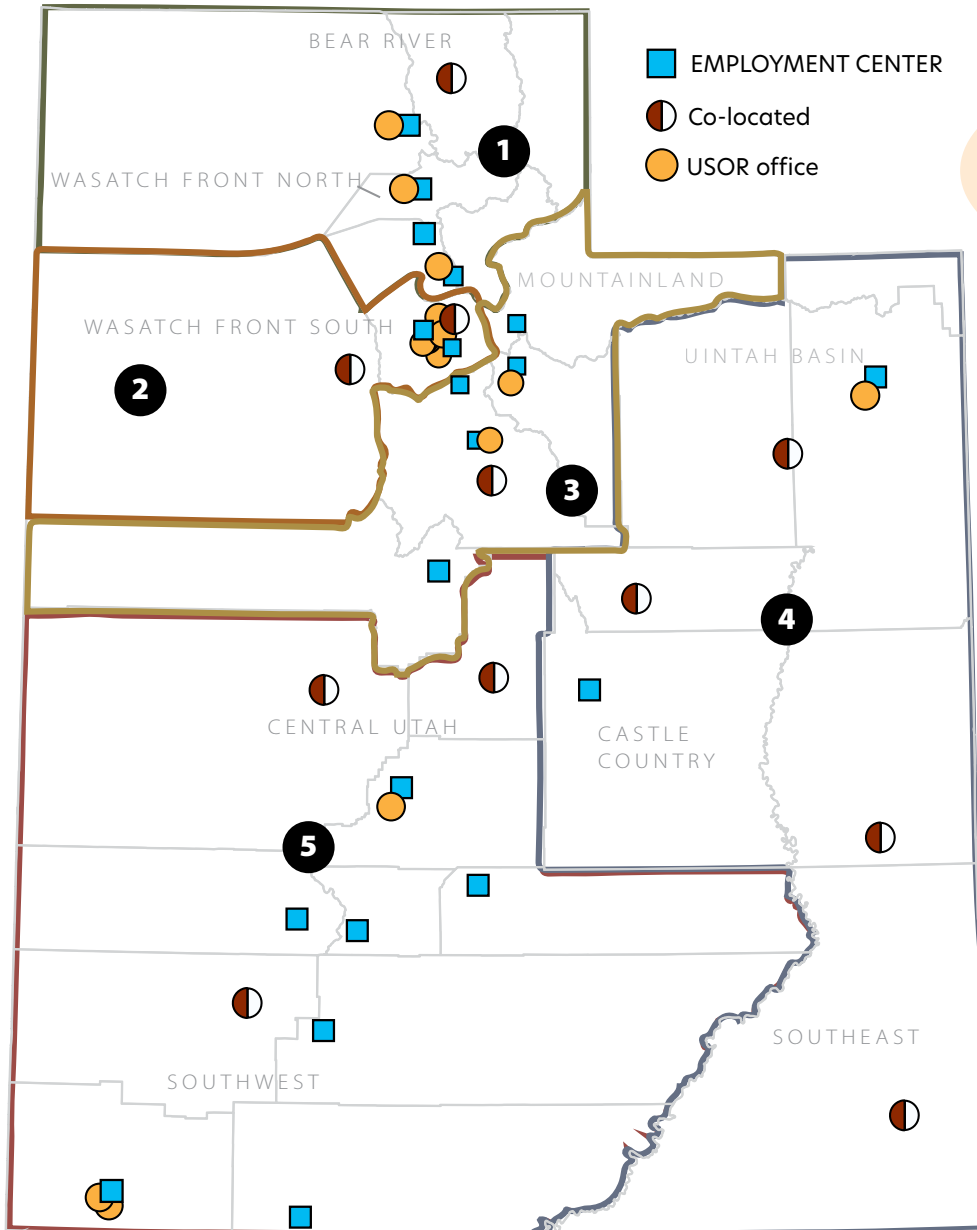 BEAR RIVER
EMPLOYMENT CENTER
Co-located
1
USOR office
WASATCH FRONT NORTH
MOUNTAINLAND
WASATCH FRONT SOUTH
UINTAH BASIN
2
3
4
CENTRAL UTAH
CASTLE
COUNTRY
5
SOUTHEAST
SOUTHWEST